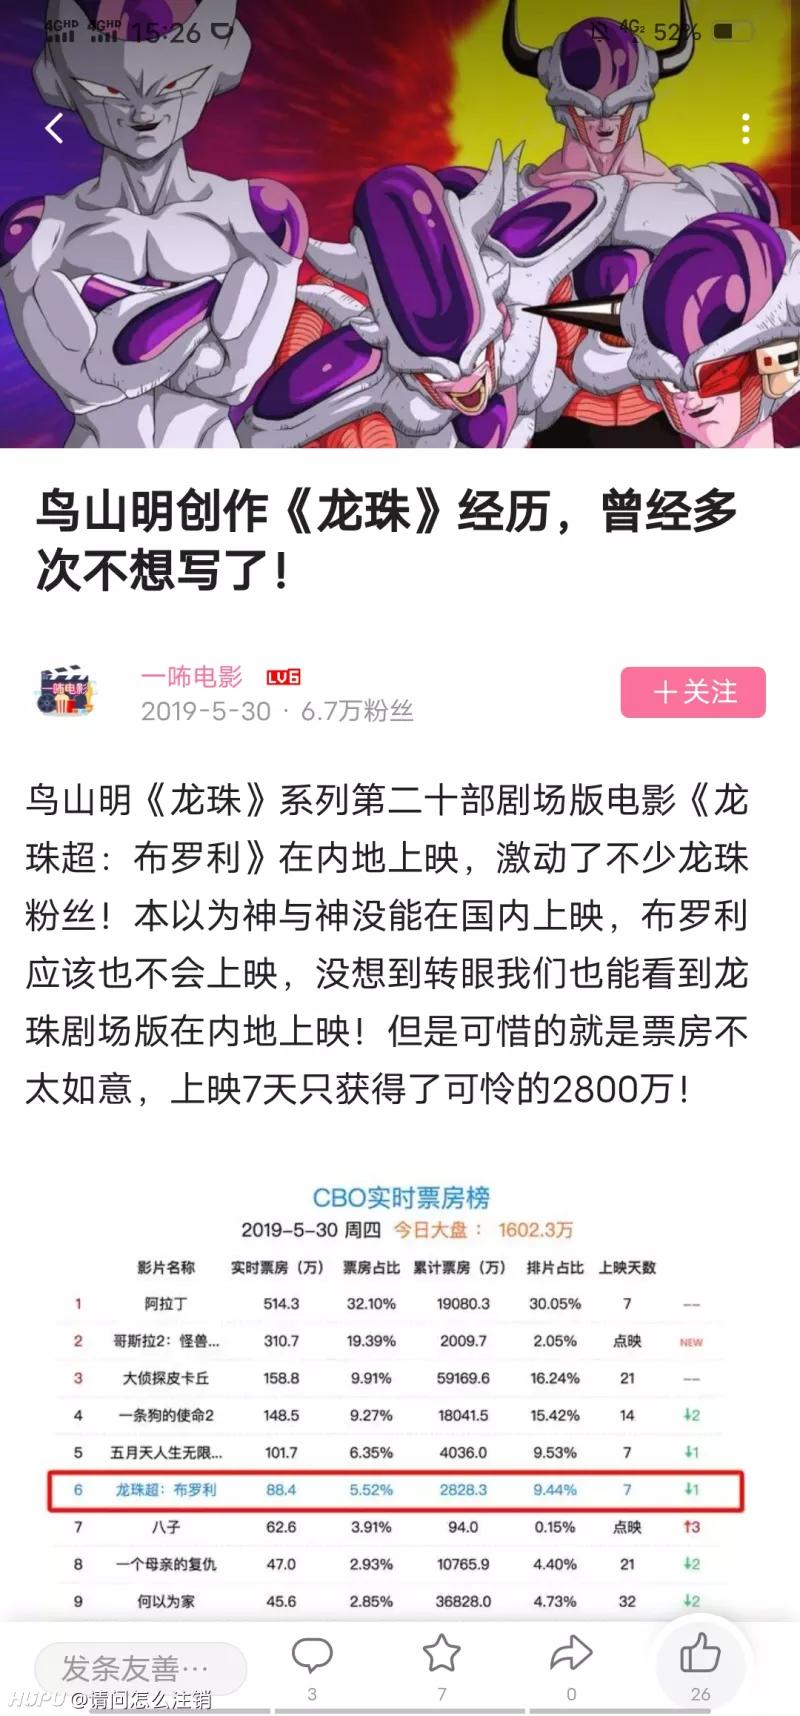 4GHD 4GHD 15:26 4G2 52%
鸟山明创作《龙珠》经历，曾经多
次不想写了！
一咘电影
一咘电影 LV6
2019-5-30 · 6.7万粉丝
＋关注
鸟山明《龙珠》系列第二十部剧场版电影《龙
珠超：布罗利》在内地上映，激动了不少龙珠
粉丝！本以为神与神没能在国内上映，布罗利
应该也不会上映，没想到转眼我们也能看到龙
珠剧场版在内地上映！但是可惜的就是票房不
太如意，上映7天只获得了可怜的2800万！
CBO实时票房榜
2019-5-30 周四 今日大盘： 1602.3万
影片名称 实时票房（万） 票房占比 累计票房（万） 排片占比 上映天数
1 阿拉丁 514.3 32.10% 19080.3 30.05% 7 --
2 哥斯拉2：怪兽... 310.7 19.39% 2009.7 2.05% 点映 NEW
3 大侦探皮卡丘 158.8 9.91% 59169.6 16.24% 21 --
4 一条狗的使命2 148.5 9.27% 18041.5 15.42% 14 ↓2
5 五月天人生无限... 101.7 6.35% 4036.0 9.53% 7 ↓1
6 龙珠超：布罗利 88.4 5.52% 2828.3 9.44% 7 ↓1
7 八子 62.6 3.91% 94.0 0.15% 点映 ↑3
8 一个母亲的复仇 47.0 2.93% 10765.9 4.40% 21 ↓2
9 何以为家 45.6 2.85% 36828.0 4.73% 32 ↓2
发条友善…
3 7 0 26
HUPU @请问怎么注销